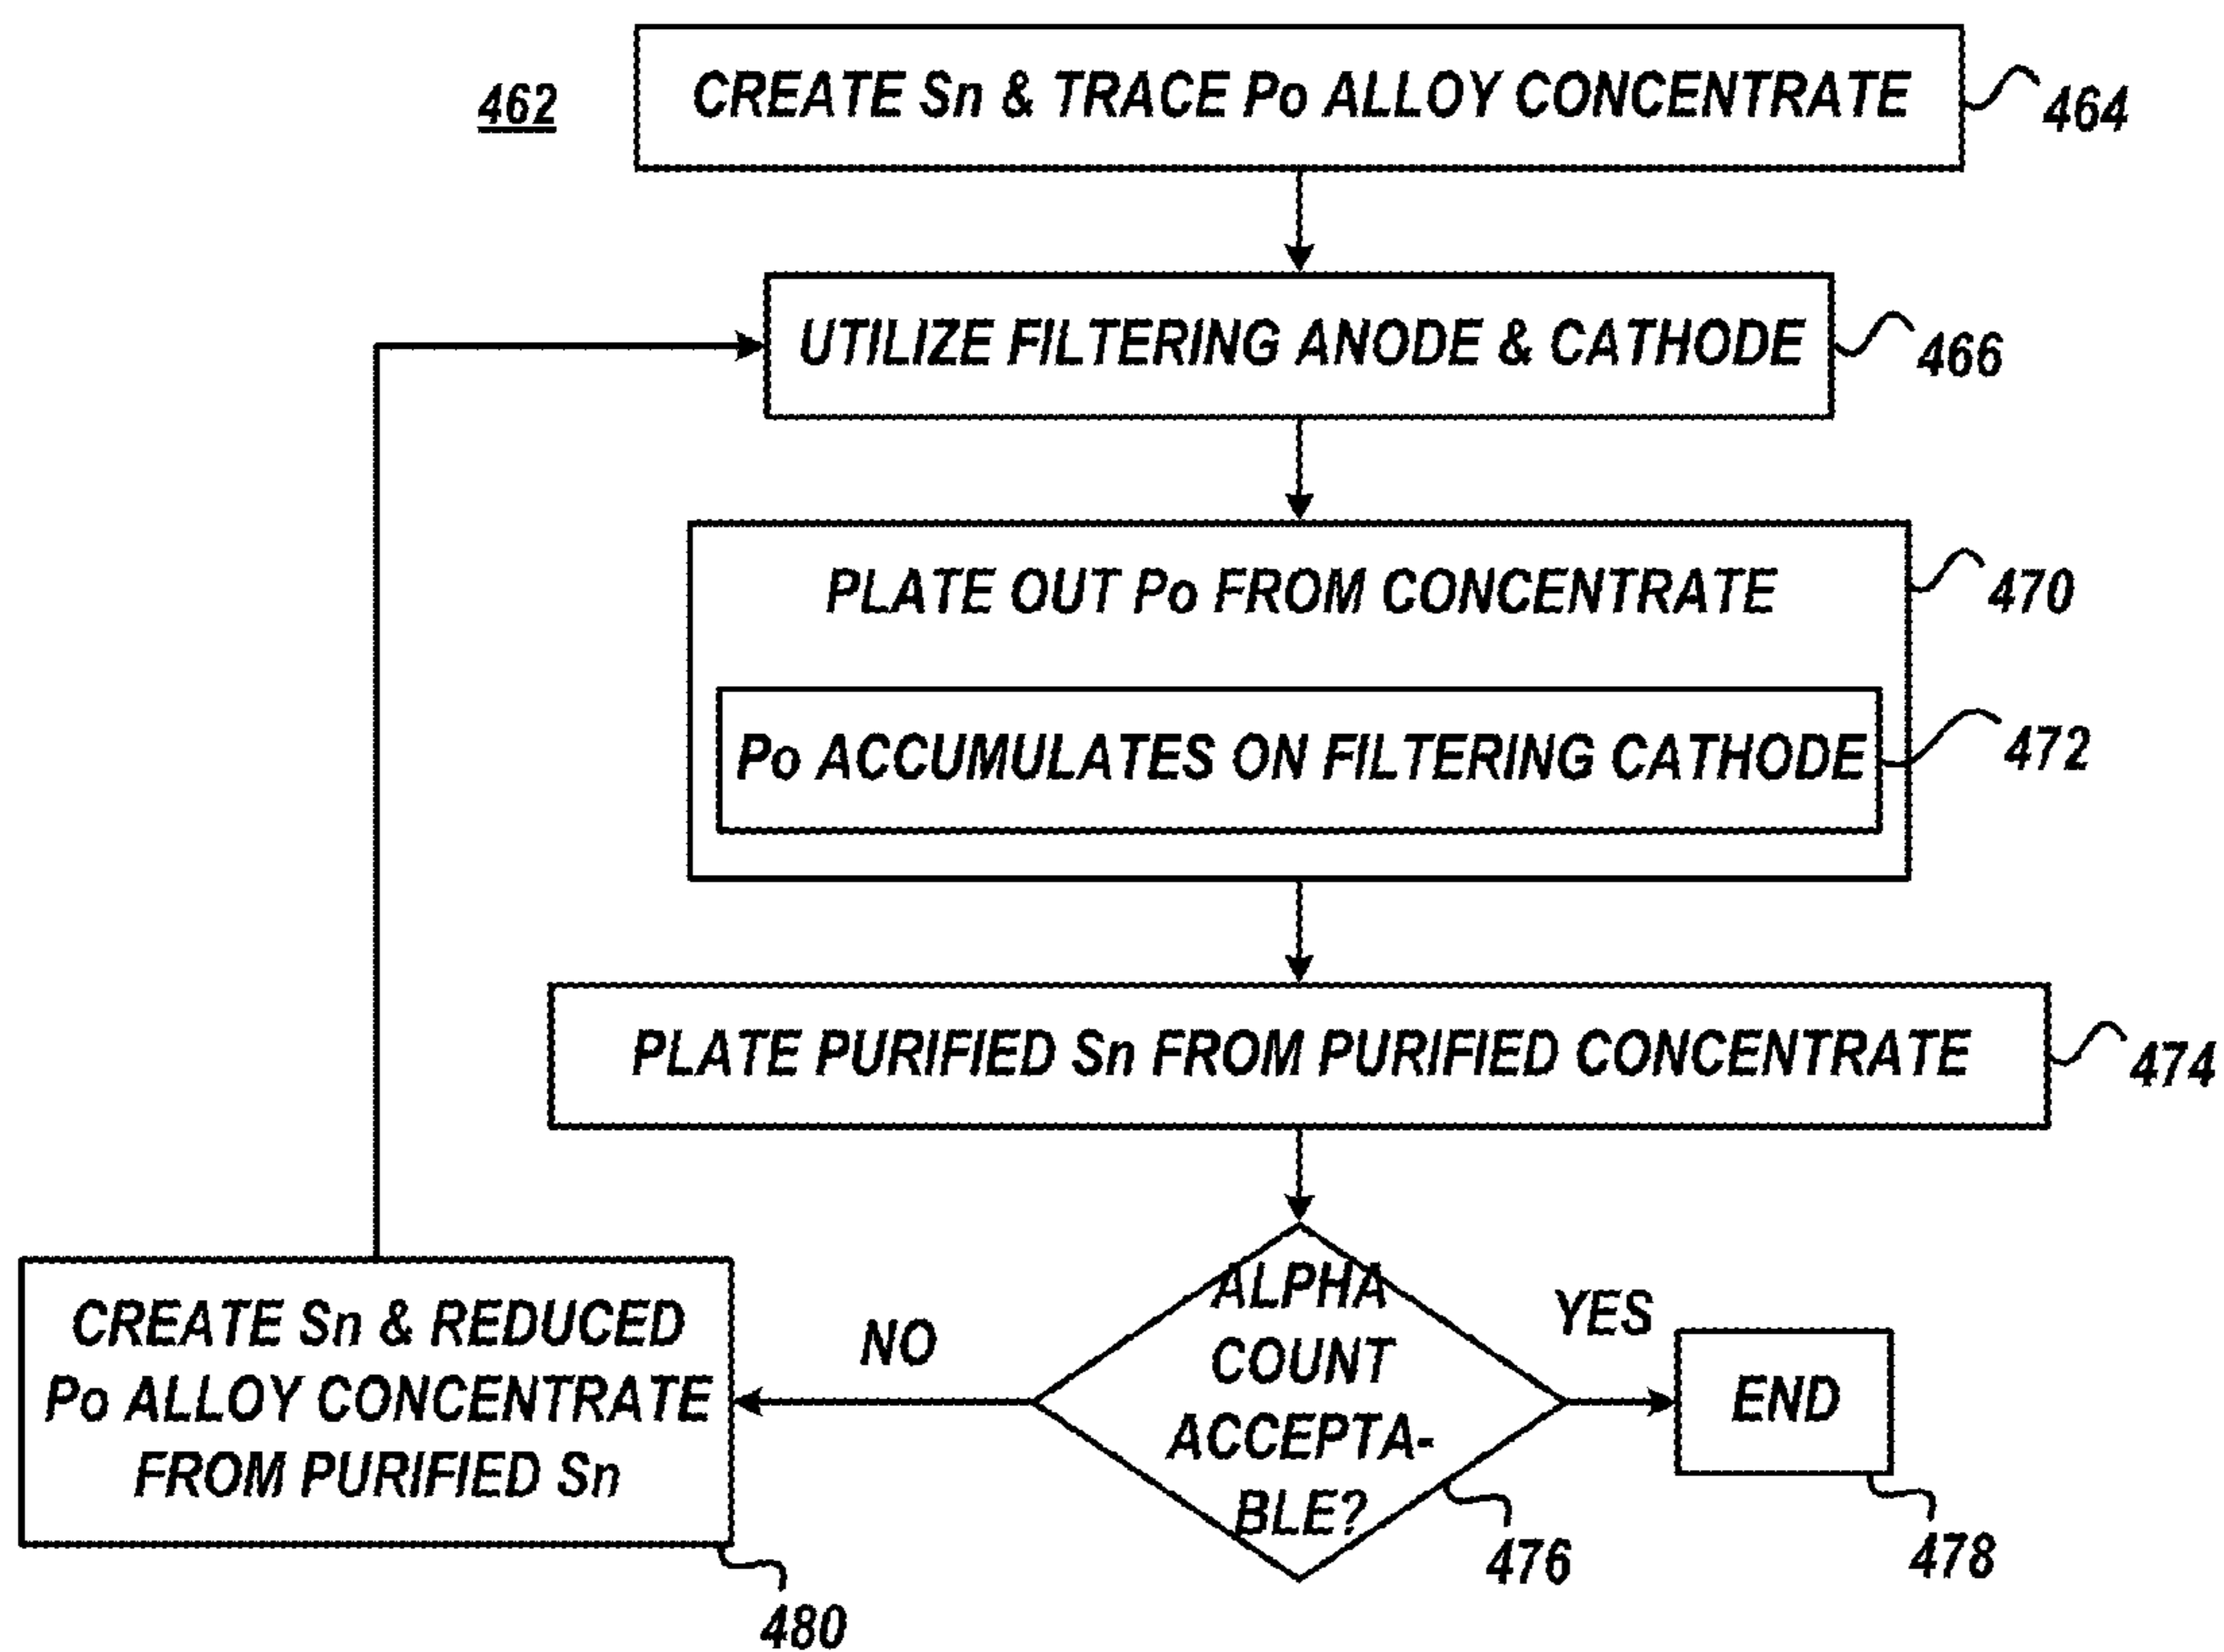 462
CREATE Sn & TRACE Po ALLOY CONCENTRATE
464
UTILIZE FILTERING ANODE & CATHODE
466
PLATE OUT Po FROM CONCENTRATE
470
Po ACCUMULATES ON FILTERING CATHODE
472
PLATE PURIFIED Sn FROM PURIFIED CONCENTRATE
474
ALPHA
COUNT
ACCEPTA-
BLE?
476
YES
END
478
NO
CREATE Sn & REDUCED
Po ALLOY CONCENTRATE
FROM PURIFIED Sn
480